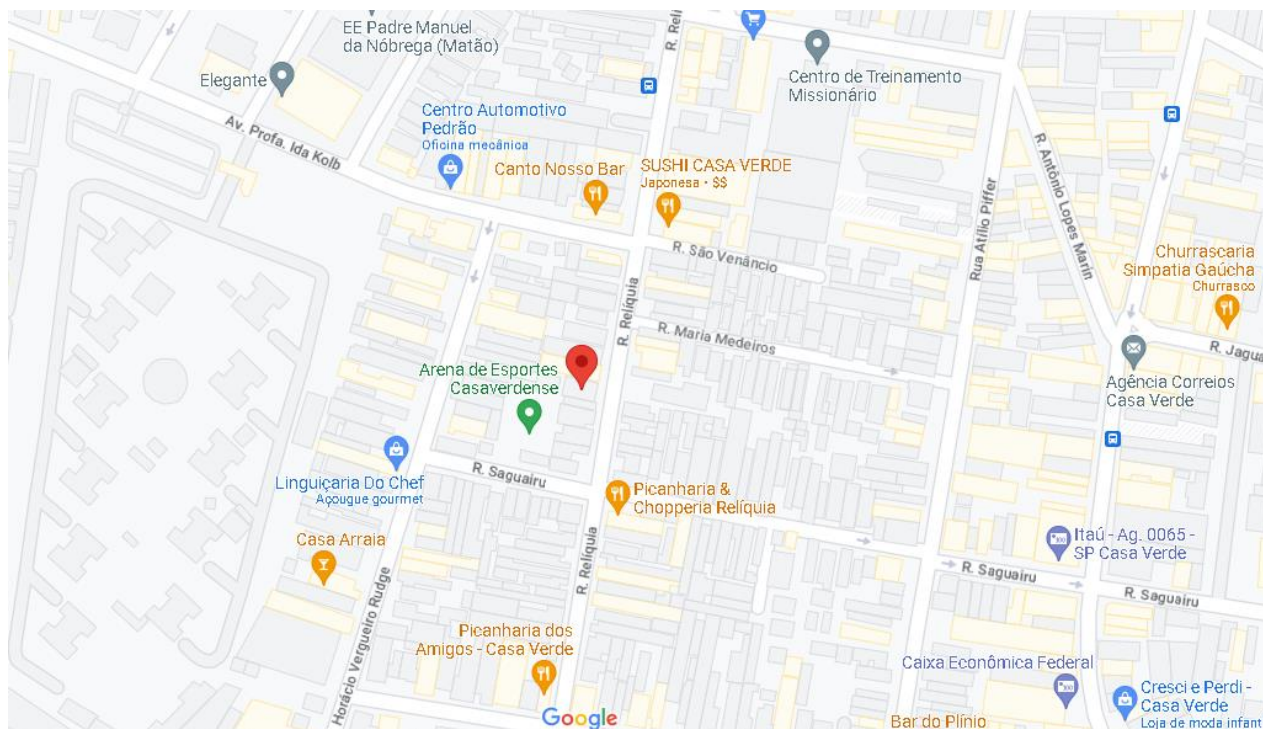 EE Padre Manuel
da Nóbrega (Matão)
R. Reli
Elegante
Centro de Treinamento
Missionário
Av. Profa. Ida Kolb
Centro Automotivo
Pedrão
Oficina mecânica
Canto Nosso Bar
SUSHI CASA VERDE
Japonesa • $$
R. Antônio Lopes Marin
Rua Atílio Piffer
R. São Venâncio
Churrascaria
Simpatia Gaúcha
Churrasco
R. Relíquia
R. Maria Medeiros
R. Jagua
Arena de Esportes
Casaverdense
Agência Correios
Casa Verde
R. Saguairu
Linguiçaria Do Chef
Açougue gourmet
Picanharia &
Chopperia Relíquia
Casa Arraia
R. Relíquia
Itaú - Ag. 0065 -
SP Casa Verde
R. Saguairu
R. Saguairu
Horácio Vergueiro Rudge
Picanharia dos
Amigos - Casa Verde
Caixa Econômica Federal
Cresci e Perdi -
Casa Verde
Loja de moda infant
Google
Bar do Plínio